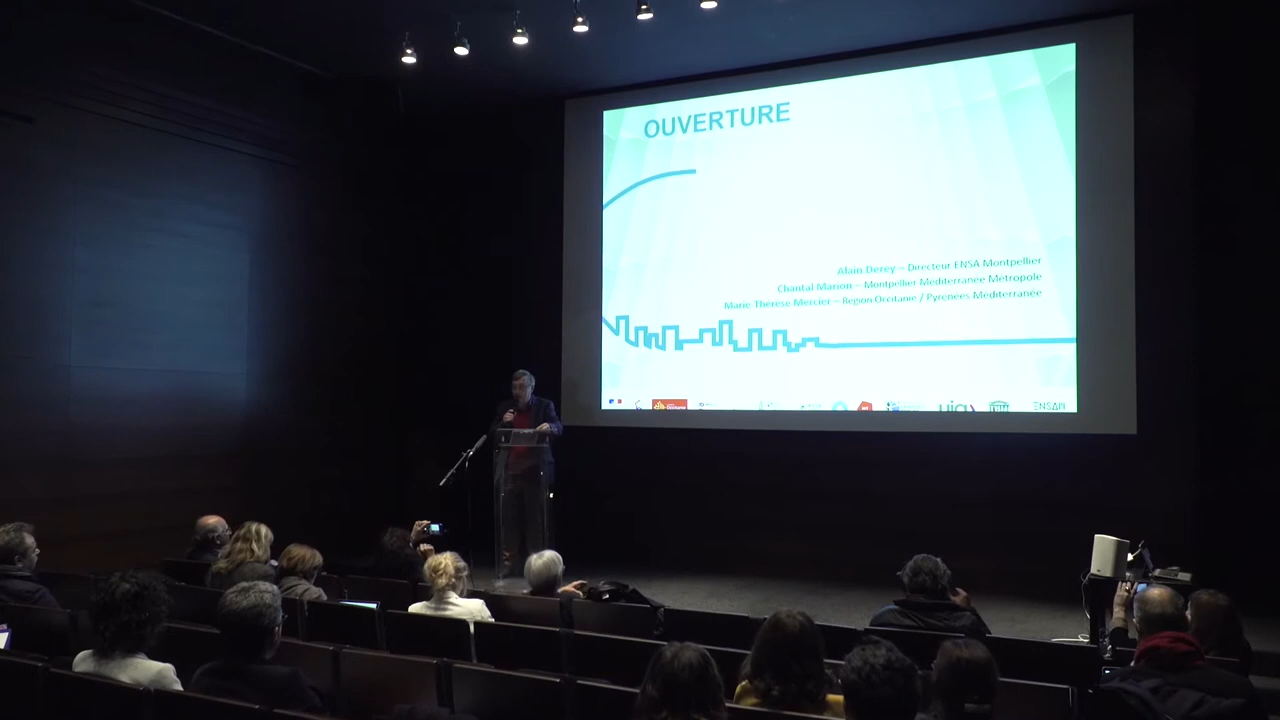 OUVERTURE
Alain Derey – Directeur ENSA Montpellier
Chantal Marion – Montpellier Méditerranée Métropole
Marie-Thérèse Mercier – Région Occitanie / Pyrénées Méditerranée
uia ENSAM